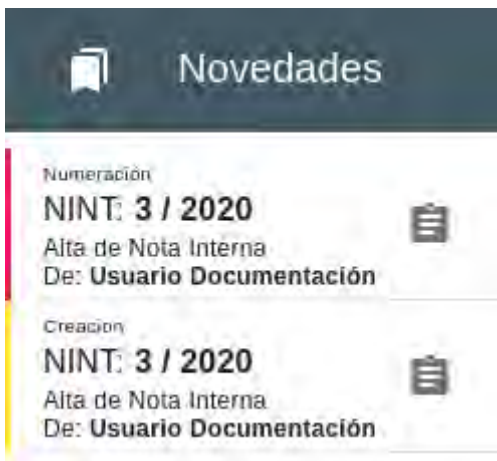 Novedades
Numeración
NINT: 3 / 2020
Alta de Nota Interna
De: Usuario Documentación
Creacion
NINT: 3 / 2020
Alta de Nota Interna
De: Usuario Documentación